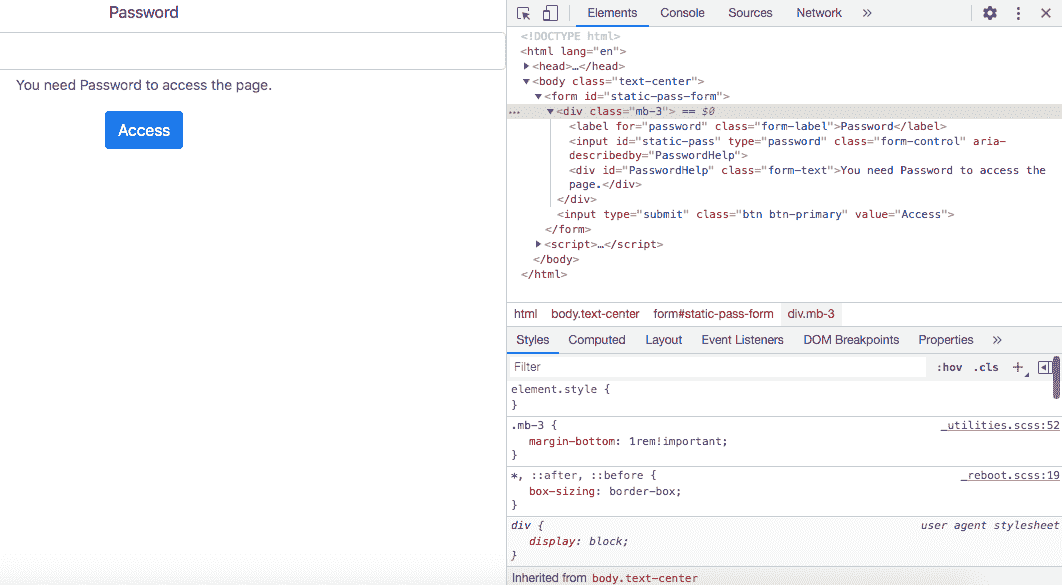 Password
You need Password to access the page.
Access
Elements Console Sources Network »
<!DOCTYPE html>
<html lang="en">
<head>…</head>
<body class="text-center">
<form id="static-pass-form">
… <div class="mb-3"> == $0
<label for="password" class="form-label">Password</label>
<input id="static-pass" type="password" class="form-control" aria-
describedby="PasswordHelp">
<div id="PasswordHelp" class="form-text">You need Password to access the
page.</div>
</div>
<input type="submit" class="btn btn-primary" value="Access">
</form>
<script>…</script>
</body>
</html>
html body.text-center form#static-pass-form div.mb-3
Styles Computed Layout Event Listeners DOM Breakpoints Properties »
Filter :hov .cls +
element.style {
}
.mb-3 { _utilities.scss:52
margin-bottom: 1rem!important;
}
*, ::after, ::before { _reboot.scss:19
box-sizing: border-box;
}
div { user agent stylesheet
display: block;
}
Inherited from body.text-center